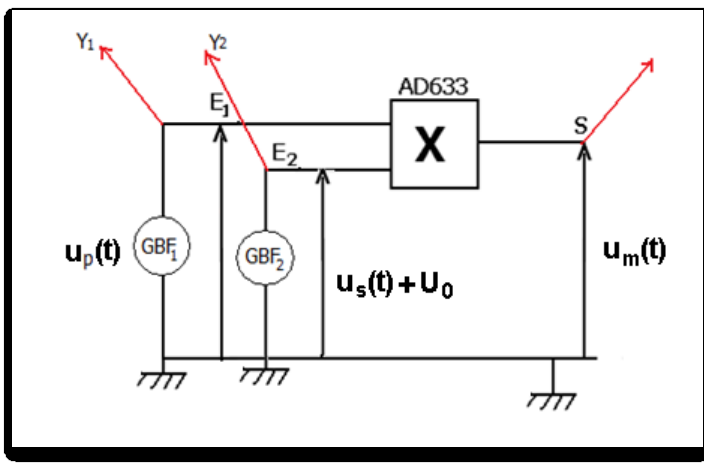 Y₁
Y₂
AD633
E₁
S
E₂
X
uₚ(t)
GBF₁
GBF₂
uₘ(t)
uₛ(t) + U₀